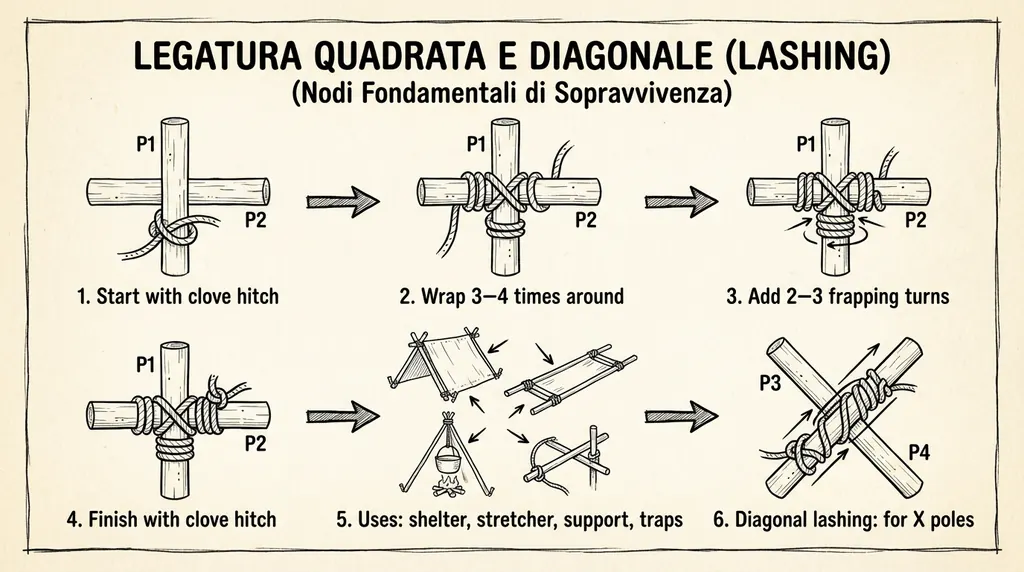 LEGATURA QUADRATA E DIAGONALE (LASHING)
(Nodi Fondamentali di Sopravvivenza)
P1
P2
1. Start with clove hitch
P1
P2
2. Wrap 3–4 times around
P1
P2
3. Add 2–3 frapping turns
P1
P2
4. Finish with clove hitch
5. Uses: shelter, stretcher, support, traps
P3
P4
6. Diagonal lashing: for X poles